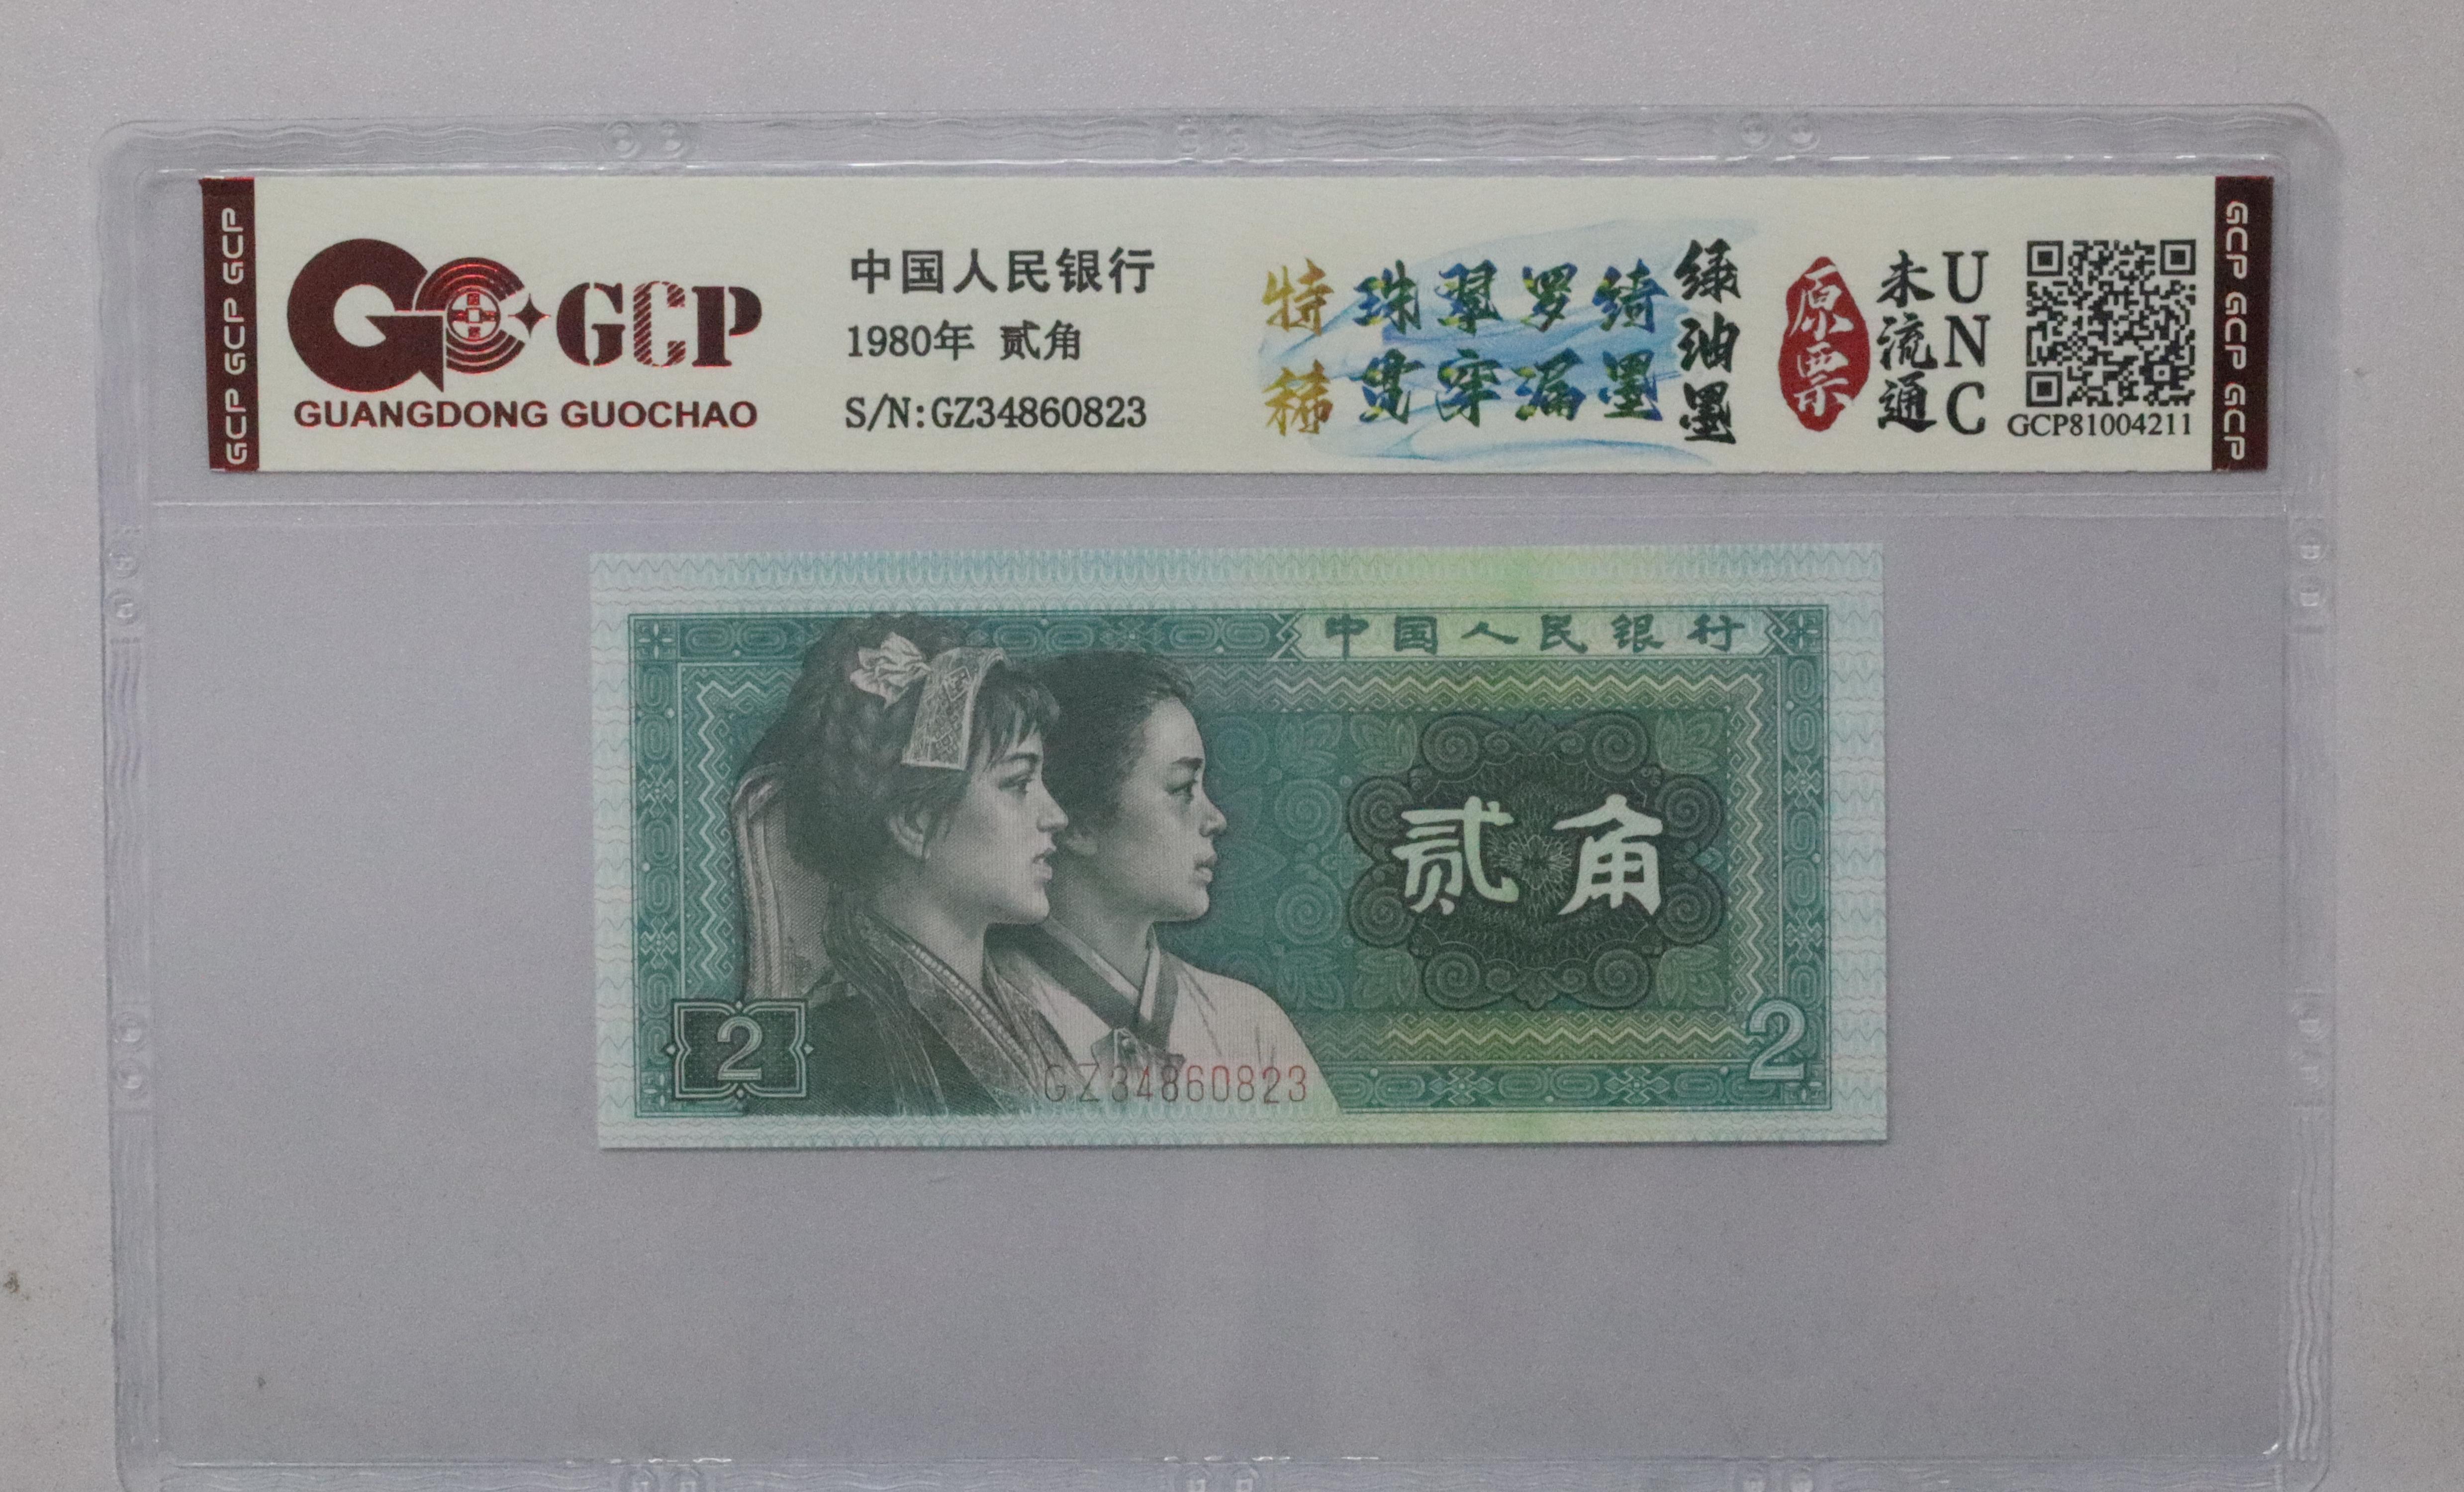 GCP GCP GCP
GCP
GUANGDONG GUOCHAO
中国人民银行
1980年 贰角
S/N:GZ34860823
特稀
珠翠罗绮
贯穿漏墨
绿油墨
原票
未流通
UNC
GCP81004211
GCP GCP GCP
中国人民银行
贰角
2
GZ34860823
2